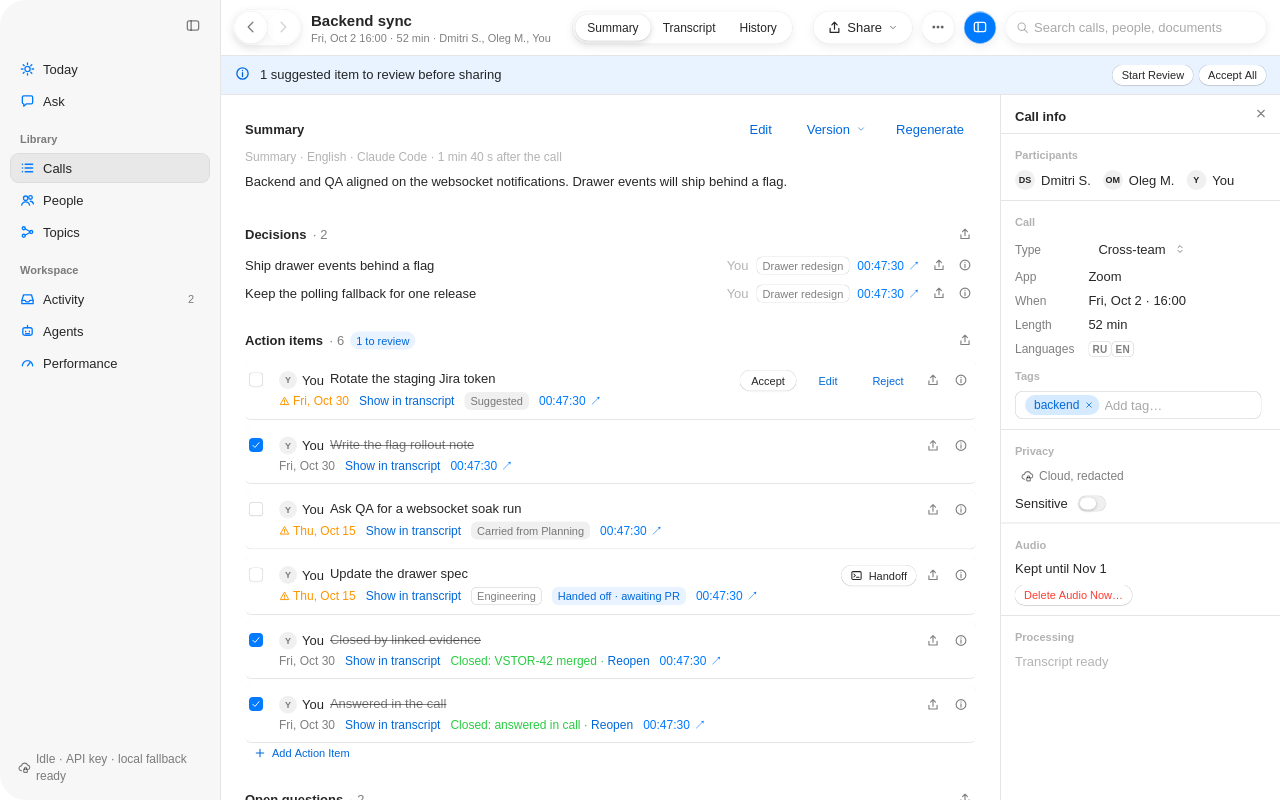 Today
Ask
Library
Calls
People
Topics
Workspace
Activity 2
Agents
Performance
Idle · API key · local fallback ready
Backend sync
Fri, Oct 2 16:00 · 52 min · Dmitri S., Oleg M., You
Summary Transcript History
Share
Search calls, people, documents
1 suggested item to review before sharing
Start Review Accept All
Summary Edit Version Regenerate
Summary · English · Claude Code · 1 min 40 s after the call
Backend and QA aligned on the websocket notifications. Drawer events will ship behind a flag.
Decisions · 2
Ship drawer events behind a flag You Drawer redesign 00:47:30 ↗
Keep the polling fallback for one release You Drawer redesign 00:47:30 ↗
Action items · 6 1 to review
Y You Rotate the staging Jira token Accept Edit Reject
Fri, Oct 30 Show in transcript Suggested 00:47:30 ↗
Y You Write the flag rollout note
Fri, Oct 30 Show in transcript 00:47:30 ↗
Y You Ask QA for a websocket soak run
Thu, Oct 15 Show in transcript Carried from Planning 00:47:30 ↗
Y You Update the drawer spec Handoff
Thu, Oct 15 Show in transcript Engineering Handed off · awaiting PR 00:47:30 ↗
Y You Closed by linked evidence
Fri, Oct 30 Show in transcript Closed: VSTOR-42 merged · Reopen 00:47:30 ↗
Y You Answered in the call
Fri, Oct 30 Show in transcript Closed: answered in call · Reopen 00:47:30 ↗
Add Action Item
Open questions · 2
Call info
Participants
DS Dmitri S. OM Oleg M. Y You
Call
Type Cross-team
App Zoom
When Fri, Oct 2 · 16:00
Length 52 min
Languages RU EN
Tags
backend × Add tag…
Privacy
Cloud, redacted
Sensitive
Audio
Kept until Nov 1
Delete Audio Now…
Processing
Transcript ready